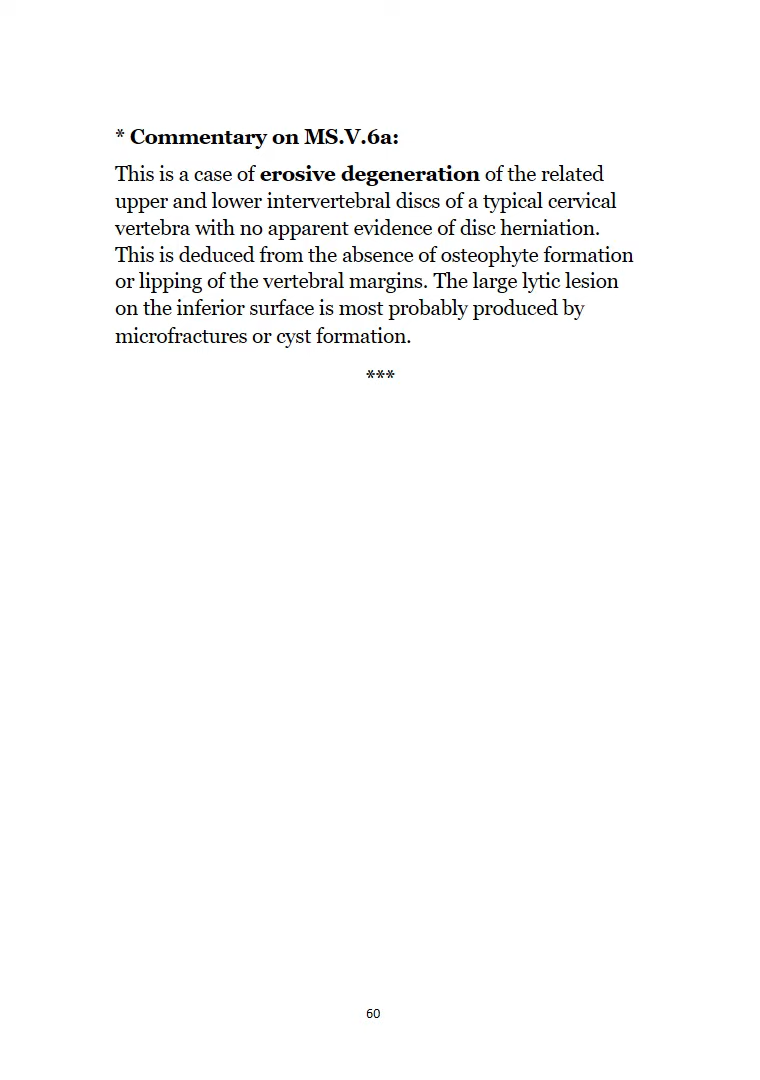 * Commentary on MS.V.6a:
This is a case of erosive degeneration of the related
upper and lower intervertebral discs of a typical cervical
vertebra with no apparent evidence of disc herniation.
This is deduced from the absence of osteophyte formation
or lipping of the vertebral margins. The large lytic lesion
on the inferior surface is most probably produced by
microfractures or cyst formation.
***
60